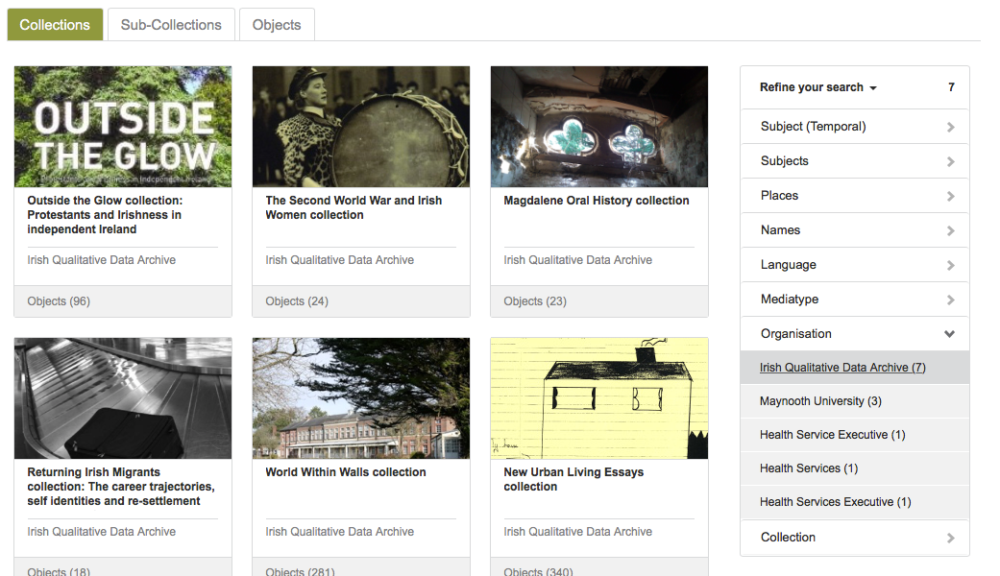 Collections
Sub-Collections
Objects
OUTSIDE
THE GLOW
Protestants and Irishness in Independent Ireland
Outside the Glow collection:
Protestants and Irishness in
independent Ireland
Irish Qualitative Data Archive
Objects (96)
The Second World War and Irish
Women collection
Irish Qualitative Data Archive
Objects (24)
Magdalene Oral History collection
Irish Qualitative Data Archive
Objects (23)
Returning Irish Migrants
collection: The career trajectories,
self identities and re-settlement
Irish Qualitative Data Archive
Objects (18)
World Within Walls collection
Irish Qualitative Data Archive
Objects (281)
New Urban Living Essays
collection
Irish Qualitative Data Archive
Objects (340)
Refine your search 7
Subject (Temporal)
Subjects
Places
Names
Language
Mediatype
Organisation
Irish Qualitative Data Archive (7)
Maynooth University (3)
Health Service Executive (1)
Health Services (1)
Health Services Executive (1)
Collection